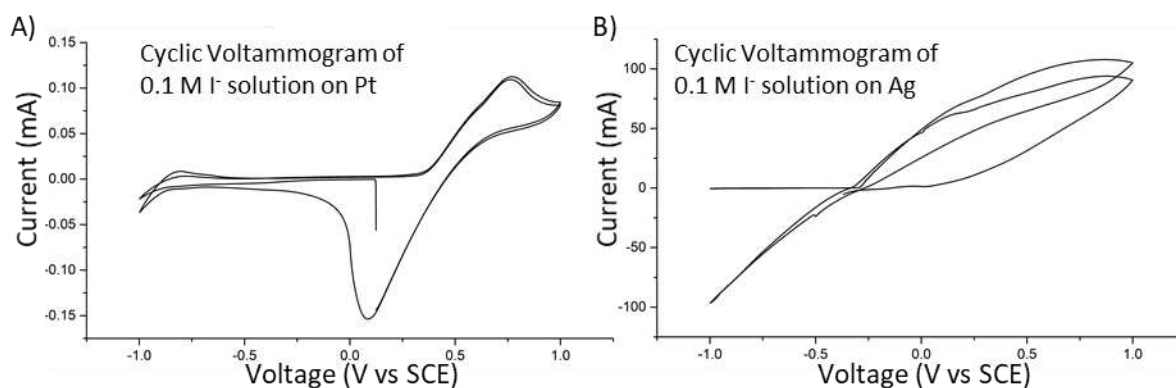 A)
Cyclic Voltammogram of
0.1 M I⁻ solution on Pt
Current (mA)
0.15
0.10
0.05
0.00
-0.05
-0.10
-0.15
-1.0
-0.5
0.0
0.5
1.0
Voltage (V vs SCE)
B)
Cyclic Voltammogram of
0.1 M I⁻ solution on Ag
Current (mA)
100
50
0
-50
-100
-1.0
-0.5
0.0
0.5
1.0
Voltage (V vs SCE)